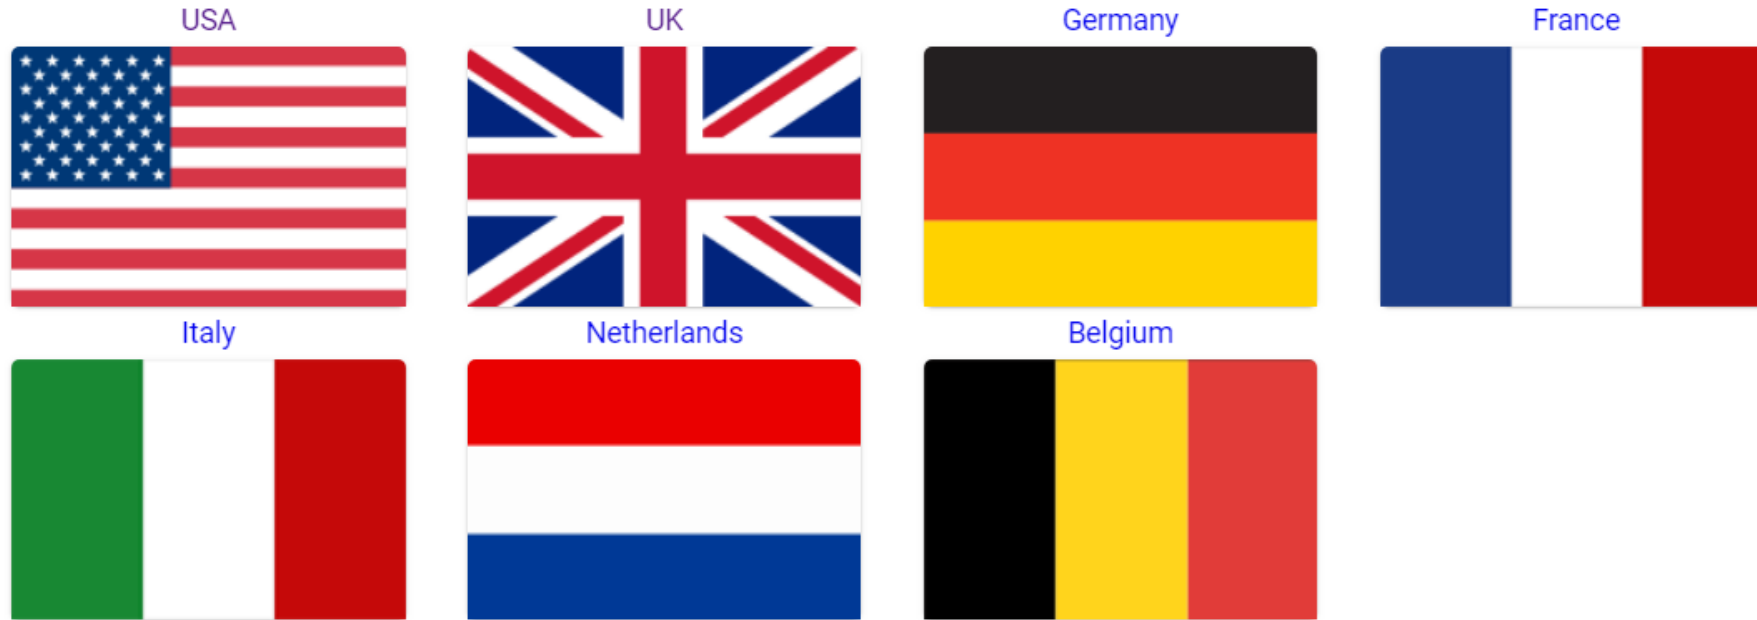 USA
UK
Germany
France
Italy
Netherlands
Belgium